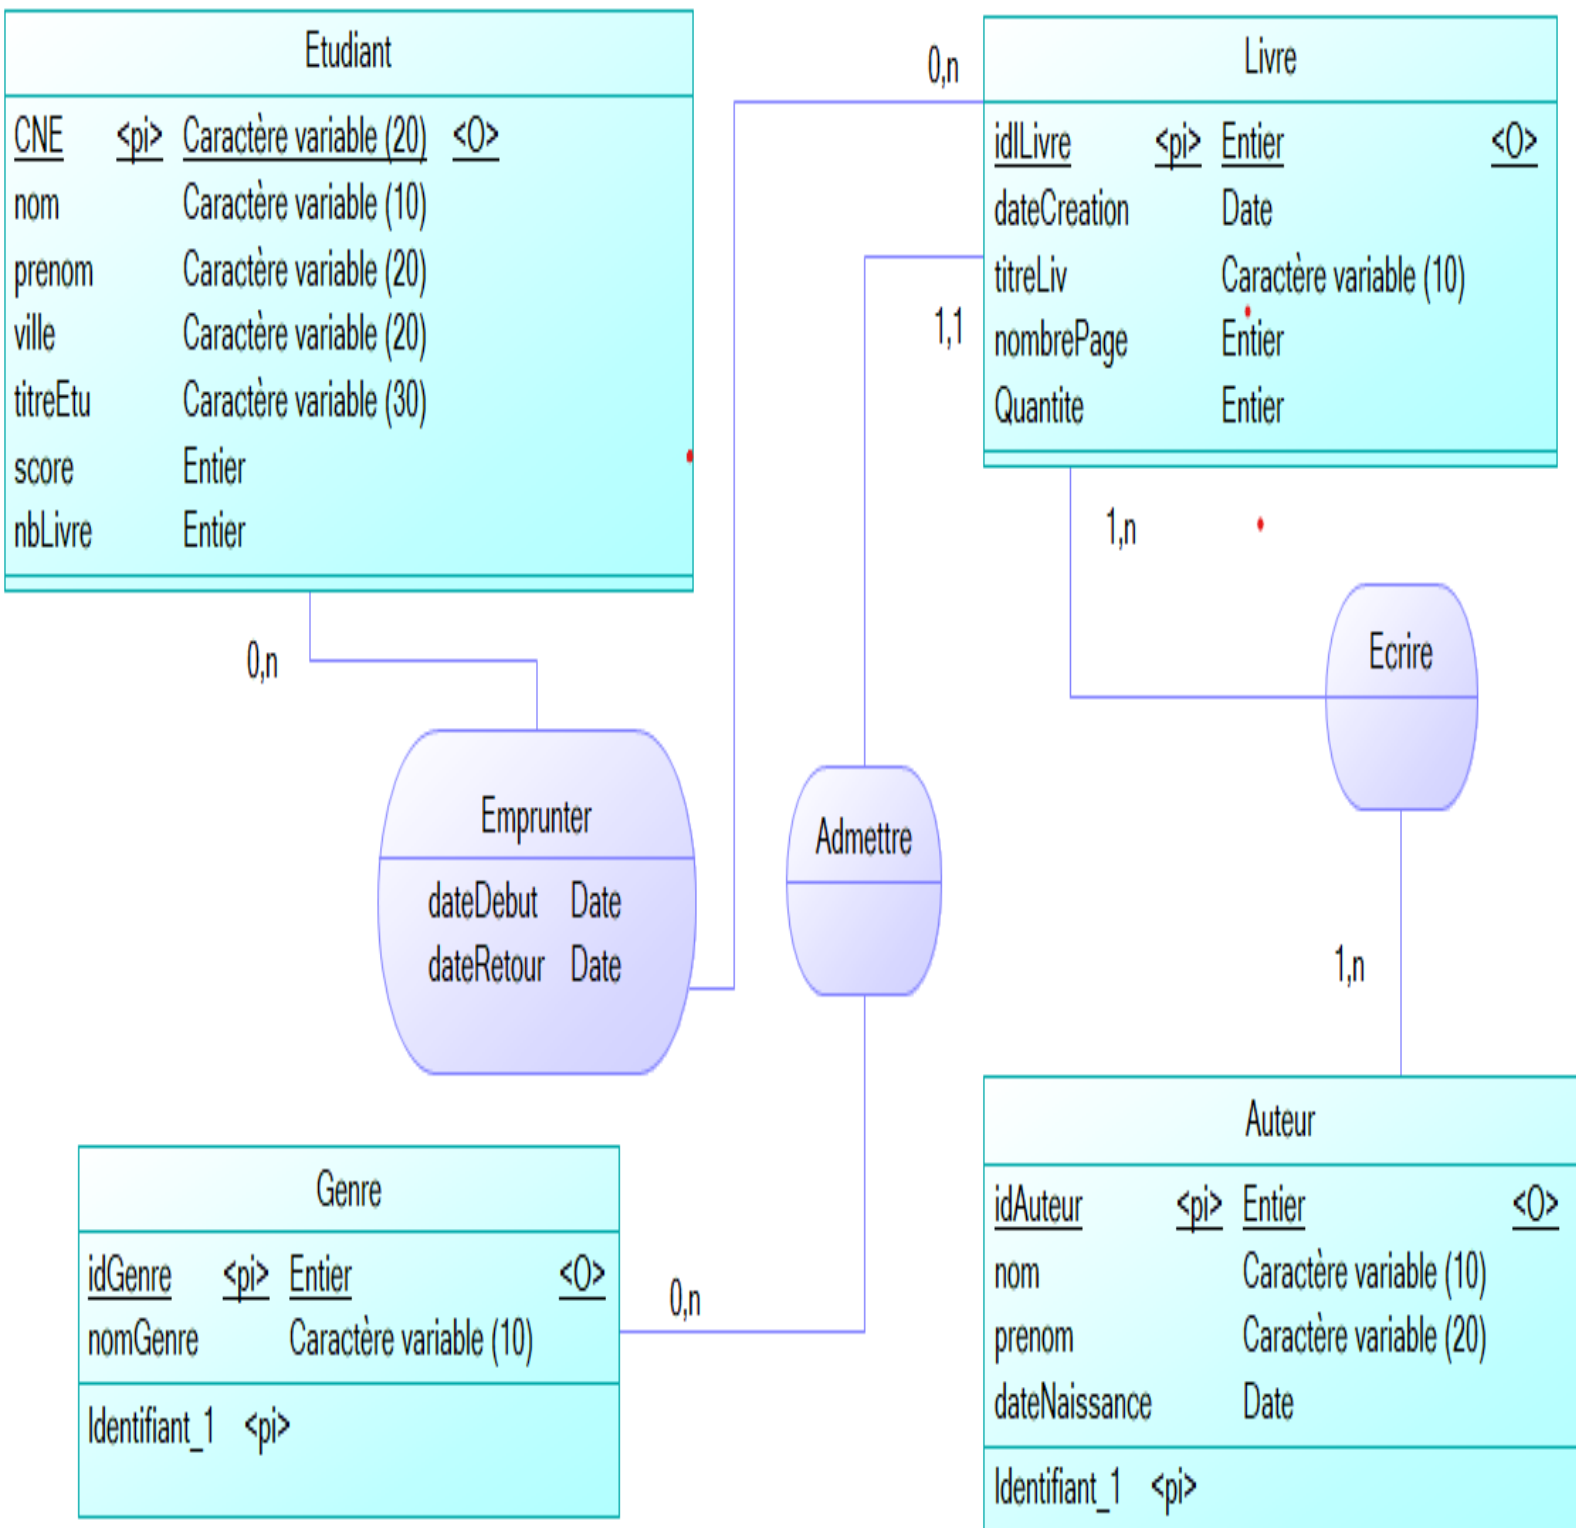 Etudiant
CNE <pi> Caractère variable (20) <O>
nom Caractère variable (10)
prenom Caractère variable (20)
ville Caractère variable (20)
titreEtu Caractère variable (30)
score Entier
nbLivre Entier
0,n
Livre
idlLivre <pi> Entier <O>
dateCreation Date
titreLiv Caractère variable (10)
nombrePage Entier
Quantite Entier
1,1
1,n
0,n
Ecrire
Emprunter
dateDebut Date
dateRetour Date
Admettre
1,n
Genre
idGenre <pi> Entier <O>
nomGenre Caractère variable (10)
Identifiant_1 <pi>
0,n
Auteur
idAuteur <pi> Entier <O>
nom Caractère variable (10)
prenom Caractère variable (20)
dateNaissance Date
Identifiant_1 <pi>